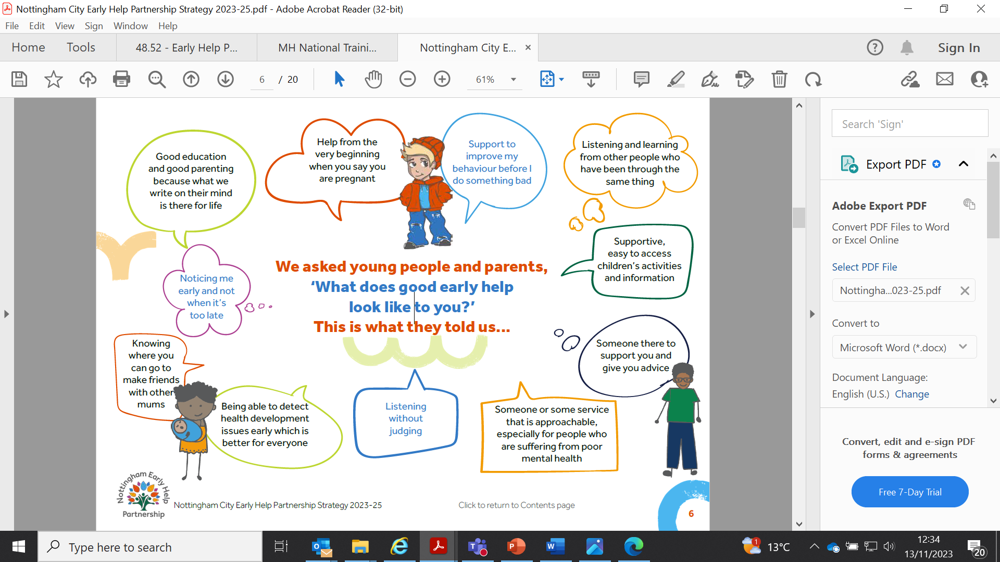 Nottingham City Early Help Partnership Strategy 2023-25.pdf - Adobe Acrobat Reader (32-bit)
File Edit View Sign Window Help
Home Tools 48.52 - Early Help P... MH National Traini... Nottingham City E... × Sign In
6 / 20 61%
Good education
and good parenting
because what we
write on their mind
is there for life
Help from the
very beginning
when you say you
are pregnant
Support to
improve my
behaviour before I
do something bad
Listening and learning
from other people who
have been through the
same thing
Supportive,
easy to access
children's activities
and information
Noticing me
early and not
when it's
too late
We asked young people and parents,
'What does good early help
look like to you?'
This is what they told us...
Knowing
where you
can go to
make friends
with other
mums
Someone there to
support you and
give you advice
Being able to detect
health development
issues early which is
better for everyone
Listening
without
judging
Someone or some service
that is approachable,
especially for people who
are suffering from poor
mental health
Nottingham Early Help
Partnership
Nottingham City Early Help Partnership Strategy 2023-25
Click to return to Contents page
6
Search 'Sign'
Export PDF
Adobe Export PDF
Convert PDF Files to Word
or Excel Online
Select PDF File
Nottingha...023-25.pdf
Convert to
Microsoft Word (*.docx)
Document Language:
English (U.S.) Change
Convert, edit and e-sign PDF
forms & agreements
Free 7-Day Trial
Type here to search
1
13°C
12:34
13/11/2023
20